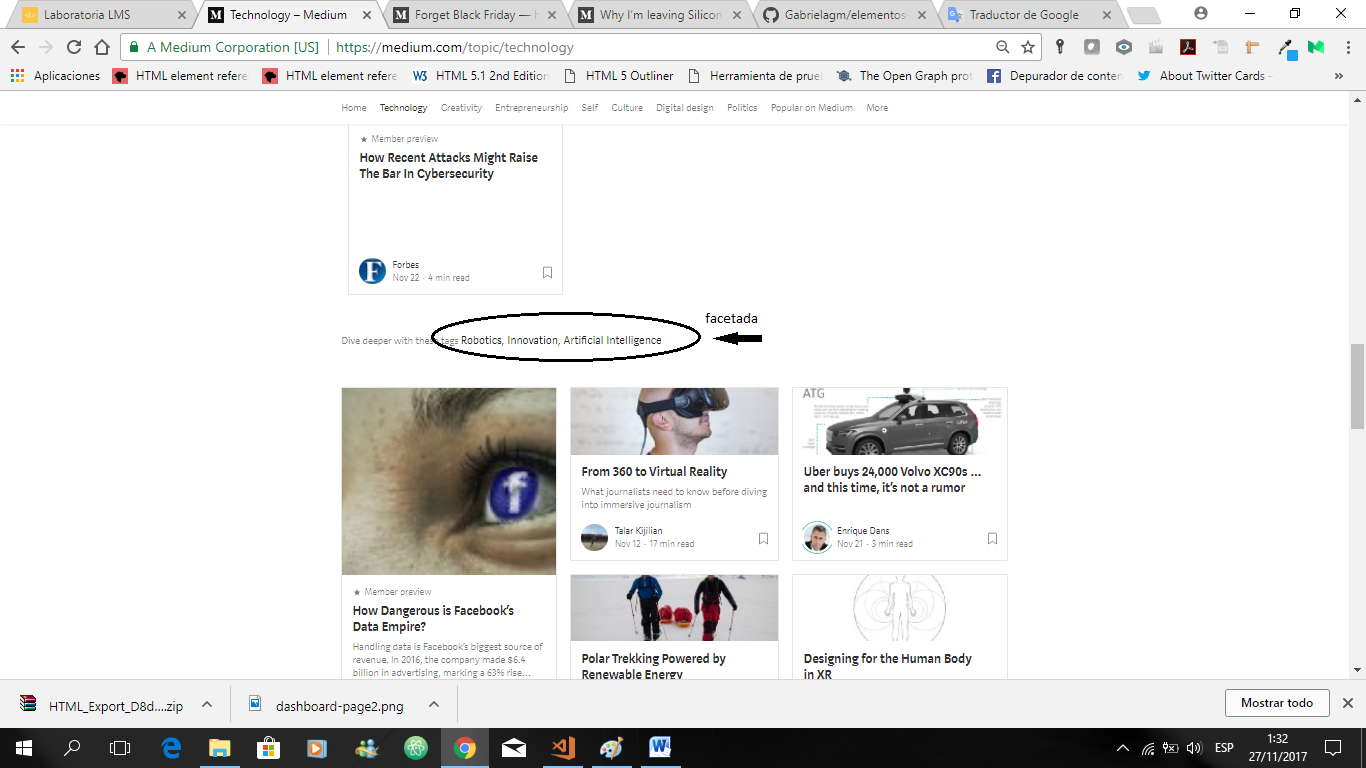 Laboratoria LMS
Technology – Medium
Forget Black Friday —
Why I'm leaving Silicon
Gabrielagm/elementos
Traductor de Google
A Medium Corporation [US]
https://medium.com/topic/technology
Aplicaciones
HTML element refere
HTML element refere
HTML 5.1 2nd Edition
HTML 5 Outliner
Herramienta de prue
The Open Graph prot
Depurador de conten
About Twitter Cards –
Home Technology Creativity Entrepreneurship Self Culture Digital design Politics Popular on Medium More
Member preview
How Recent Attacks Might Raise
The Bar In Cybersecurity
Forbes
Nov 22 · 4 min read
facetada
Dive deeper with these tags Robotics, Innovation, Artificial Intelligence
Member preview
How Dangerous is Facebook's
Data Empire?
Handling data is Facebook's biggest source of
revenue. In 2016, the company made $6.4
billion in advertising, marking a 63% rise...
From 360 to Virtual Reality
What journalists need to know before diving
into immersive journalism
Talar Kijilian
Nov 12 · 17 min read
ATG
Uber buys 24,000 Volvo XC90s ...
and this time, it's not a rumor
Enrique Dans
Nov 21 · 3 min read
Polar Trekking Powered by
Renewable Energy
Designing for the Human Body
in XR
HTML_Export_D8d....zip
dashboard-page2.png
Mostrar todo
ESP
1:32
27/11/2017